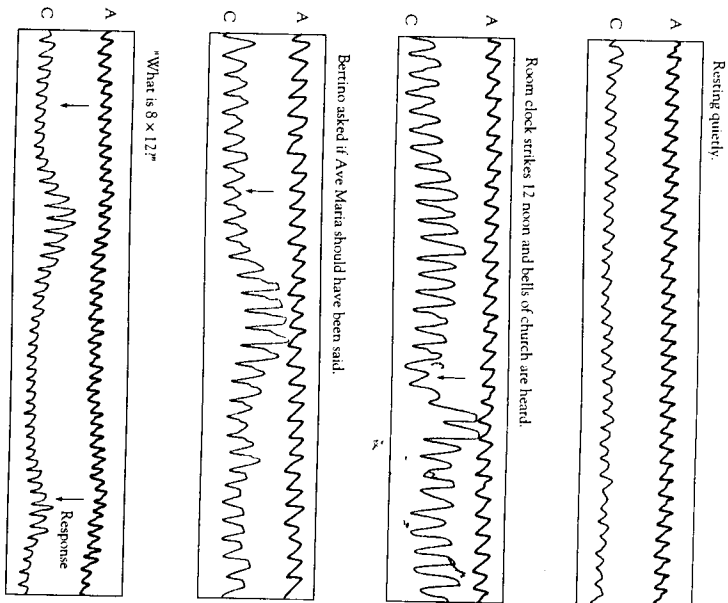 Resting quietly.
A
C
Room clock strikes 12 noon and bells of church are heard.
A
C
Bertino asked if Ave Maria should have been said.
A
C
"What is 8 × 12?"
A
C
Response